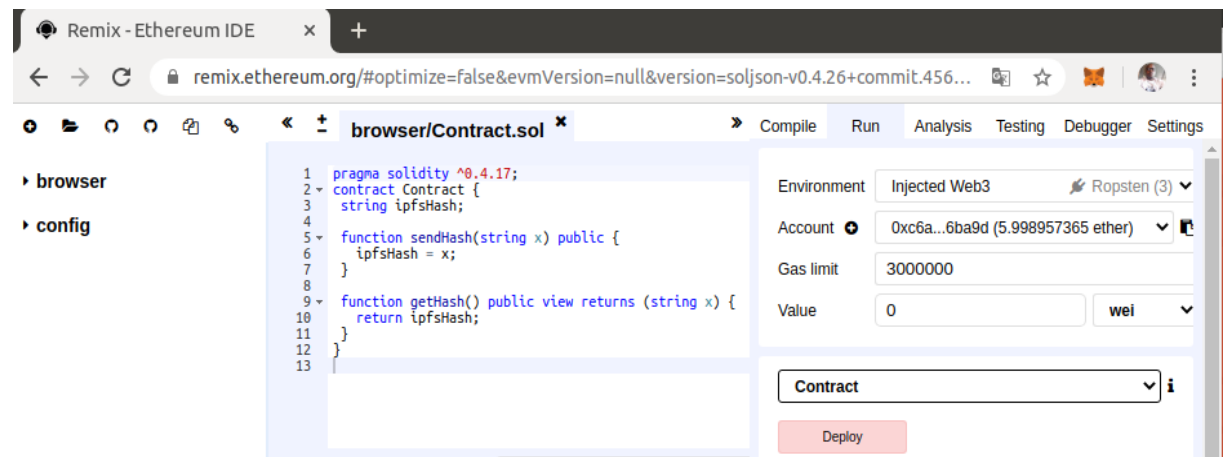 Remix - Ethereum IDE
remix.ethereum.org/#optimize=false&evmVersion=null&version=soljson-v0.4.26+commit.456...
browser/Contract.sol
Compile Run Analysis Testing Debugger Settings
browser
config
1 pragma solidity ^0.4.17;
2 contract Contract {
3 string ipfsHash;
4
5 function sendHash(string x) public {
6 ipfsHash = x;
7 }
8
9 function getHash() public view returns (string x) {
10 return ipfsHash;
11 }
12 }
13
Environment Injected Web3 Ropsten (3)
Account 0xc6a...6ba9d (5.998957365 ether)
Gas limit 3000000
Value 0 wei
Contract
Deploy